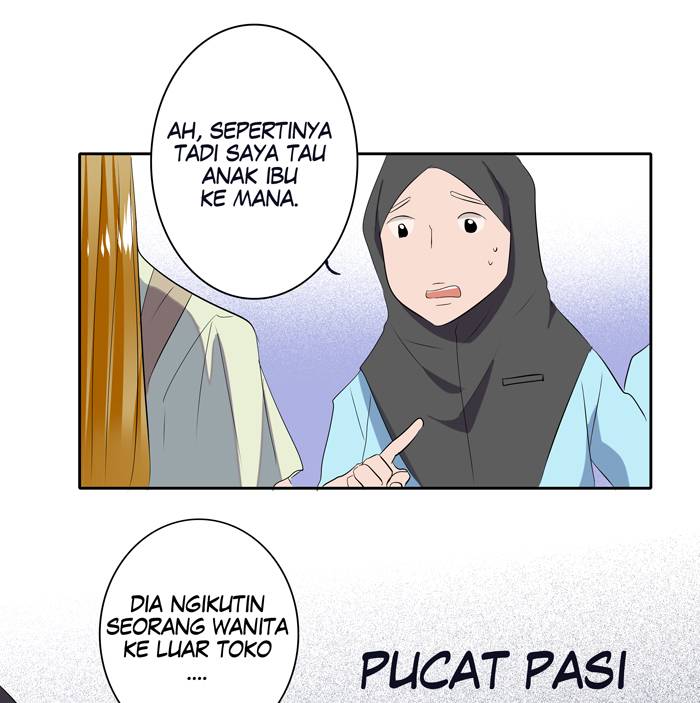 AH, SEPERTINYA
TADI SAYA TAU
ANAK IBU
KE MANA.
DIA NGIKUTIN
SEORANG WANITA
KE LUAR TOKO
....
PUCAT PASI